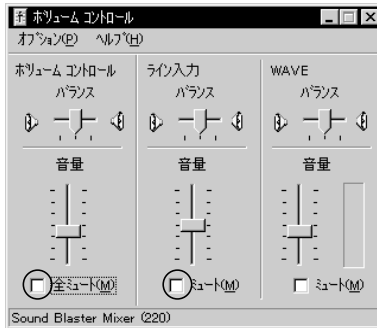 ﾎﾞﾘｭｰﾑ ｺﾝﾄﾛｰﾙ
ｵﾌﾟｼｮﾝ(P) ﾍﾙﾌﾟ(H)
ﾎﾞﾘｭｰﾑ ｺﾝﾄﾛｰﾙ ﾗｲﾝ入力 WAVE
ﾊﾞﾗﾝｽ ﾊﾞﾗﾝｽ ﾊﾞﾗﾝｽ
音量 音量 音量
全ﾐｭｰﾄ(M) ﾐｭｰﾄ(M) ﾐｭｰﾄ(M)
Sound Blaster Mixer (220)